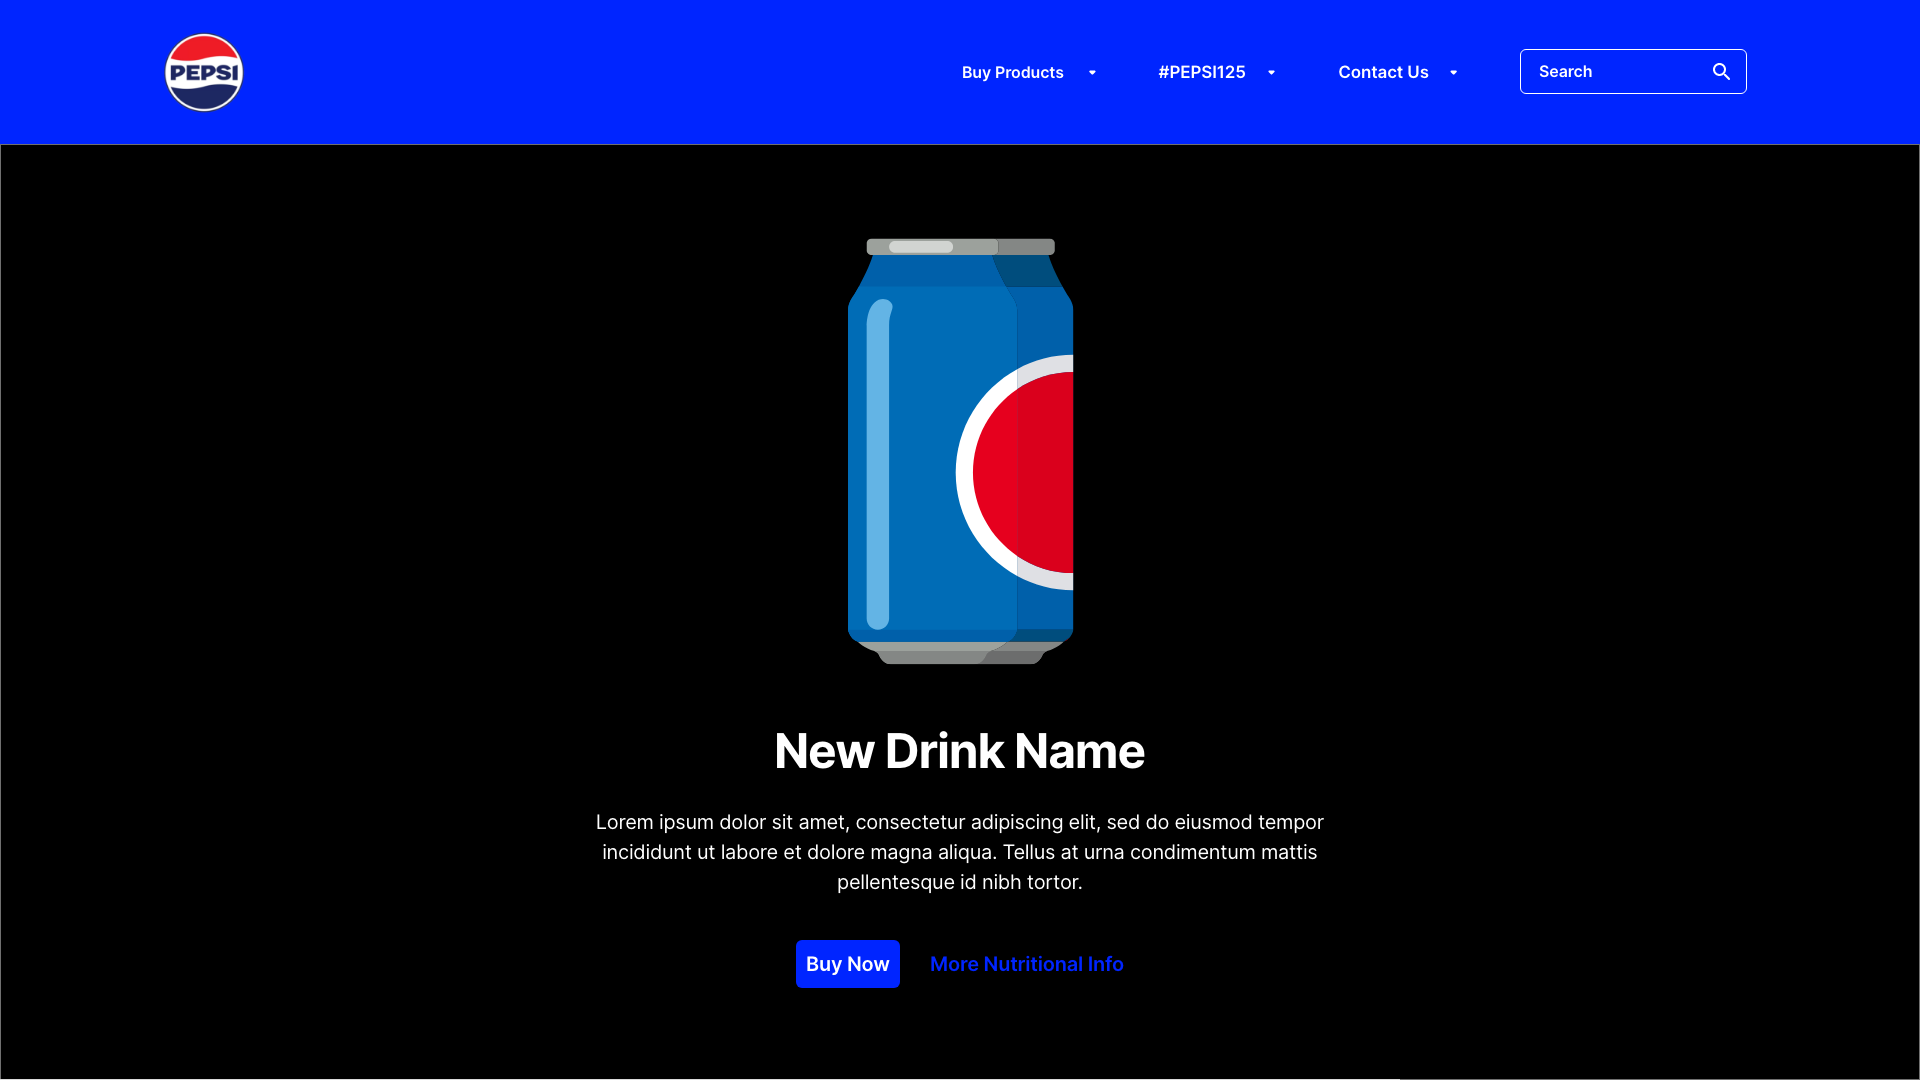 PEPSI
Buy Products
#PEPSI125
Contact Us
Search
New Drink Name
Lorem ipsum dolor sit amet, consectetur adipiscing elit, sed do eiusmod tempor
incididunt ut labore et dolore magna aliqua. Tellus at urna condimentum mattis
pellentesque id nibh tortor.
Buy Now
More Nutritional Info